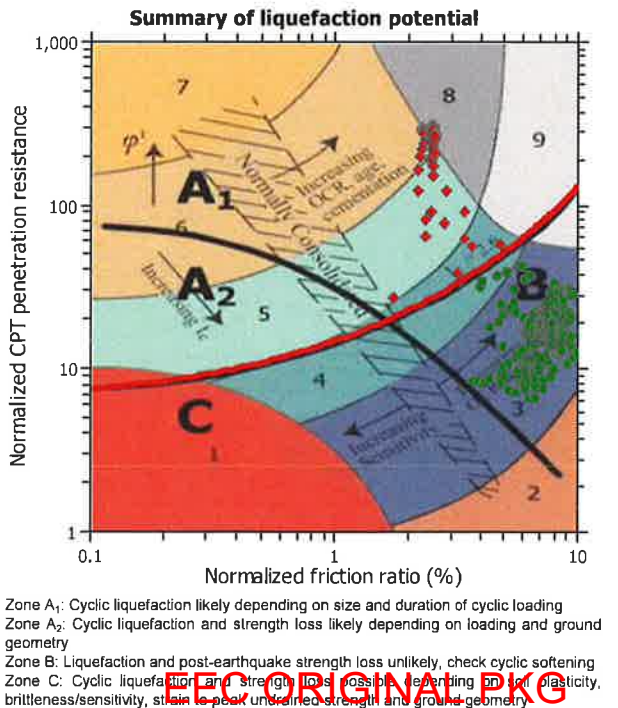 Summary of liquefaction potential
1,000
100
10
1
Normalized CPT penetration resistance
7
8
9
φ'
A1
Normally Consolidated
Increasing
OCR, age,
cementation
6
A2
Increasing Ic
5
B
4
3
C
1
Increasing
Sensitivity
2
0.1
1
10
Normalized friction ratio (%)
Zone A1: Cyclic liquefaction likely depending on size and duration of cyclic loading
Zone A2: Cyclic liquefaction and strength loss likely depending on loading and ground
geometry
Zone B: Liquefaction and post-earthquake strength loss unlikely, check cyclic softening
Zone C: Cyclic liquefaction and strength loss possible depending on soil plasticity,
brittleness/sensitivity, strain to peak undrained strength and ground geometry
EEC ORIGINAL PKG